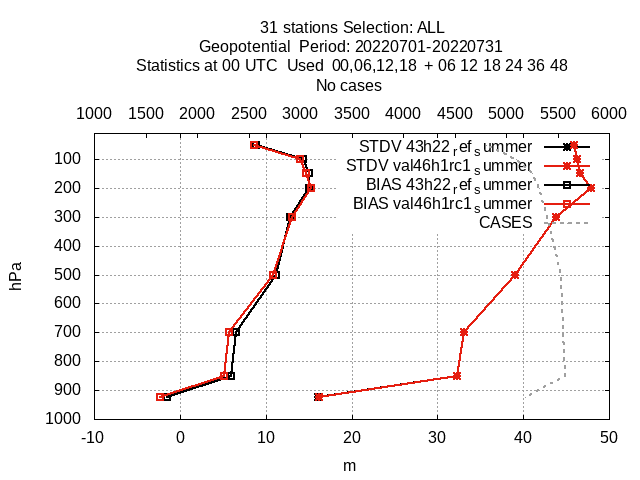 31 stations Selection: ALL
Geopotential Period: 20220701-20220731
Statistics at 00 UTC Used 00,06,12,18 + 06 12 18 24 36 48
No cases
1000 1500 2000 2500 3000 3500 4000 4500 5000 5500 6000
STDV 43h22_ref_summer
STDV val46h1rc1_summer
BIAS 43h22_ref_summer
BIAS val46h1rc1_summer
CASES
100
200
300
400
500
600
700
800
900
1000
hPa
-10 0 10 20 30 40 50
m